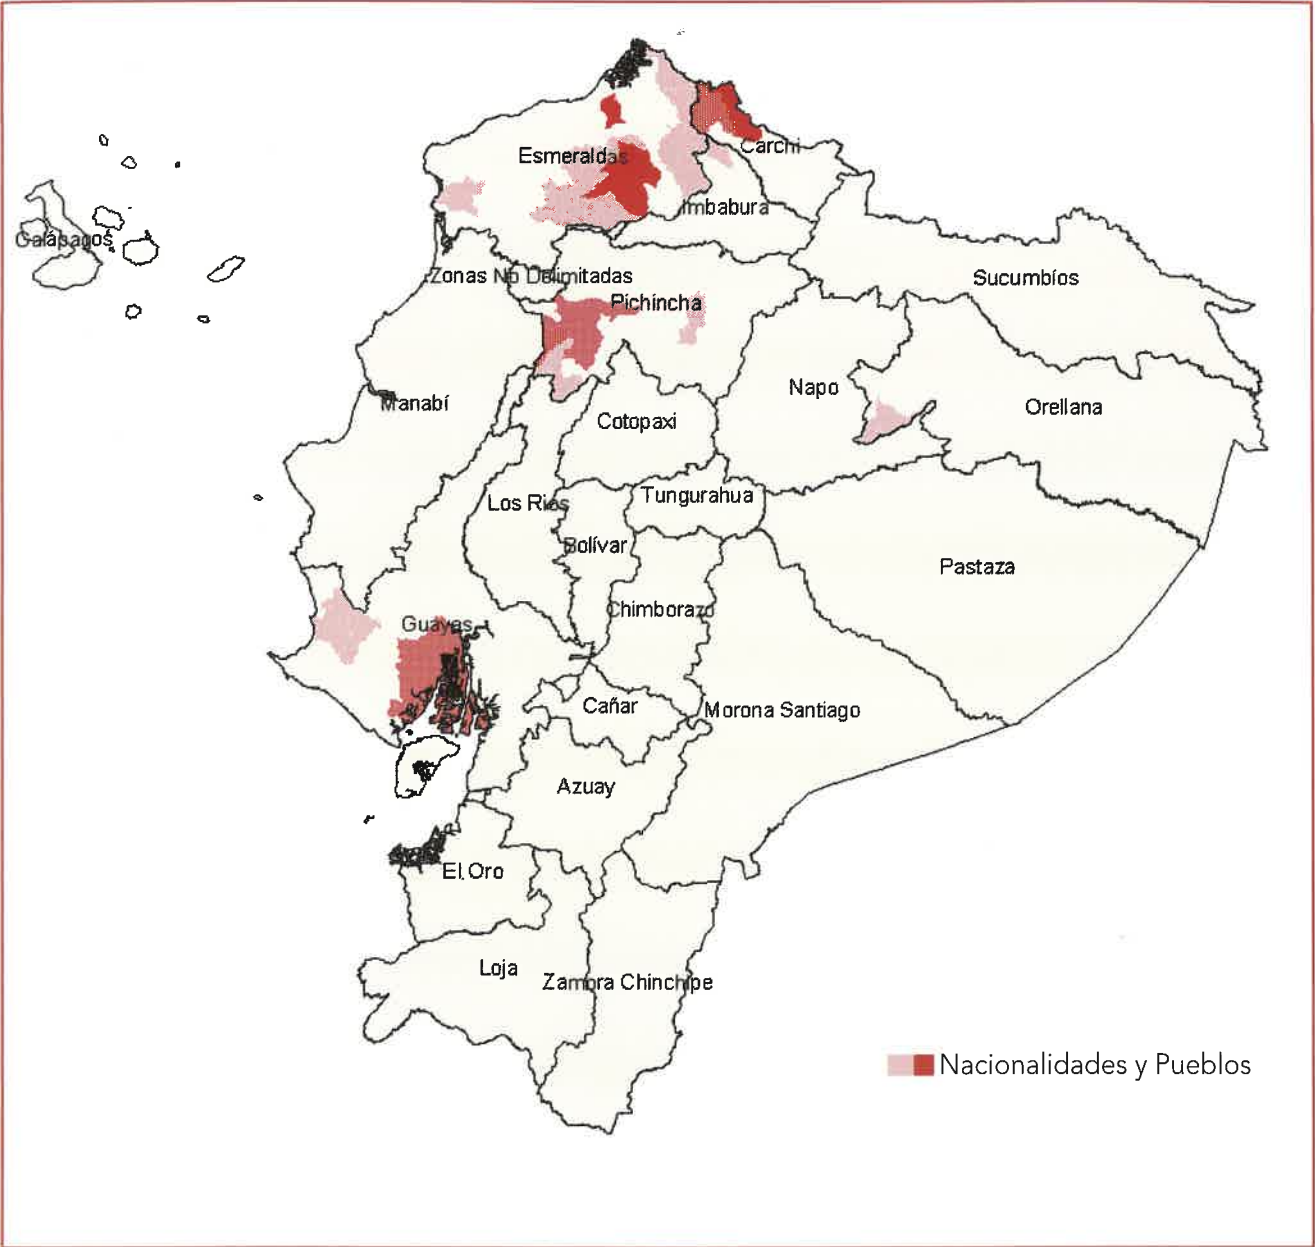 Carchi
Esmeraldas
Imbabura
Galápagos
Zonas No Delimitadas
Sucumbíos
Pichincha
Napo
Manabí
Orellana
Cotopaxi
Los Rios
Tungurahua
Bolívar
Pastaza
Chimborazo
Guayas
Cañar
Morona Santiago
Azuay
El Oro
Loja
Zamora Chinchipe
Nacionalidades y Pueblos